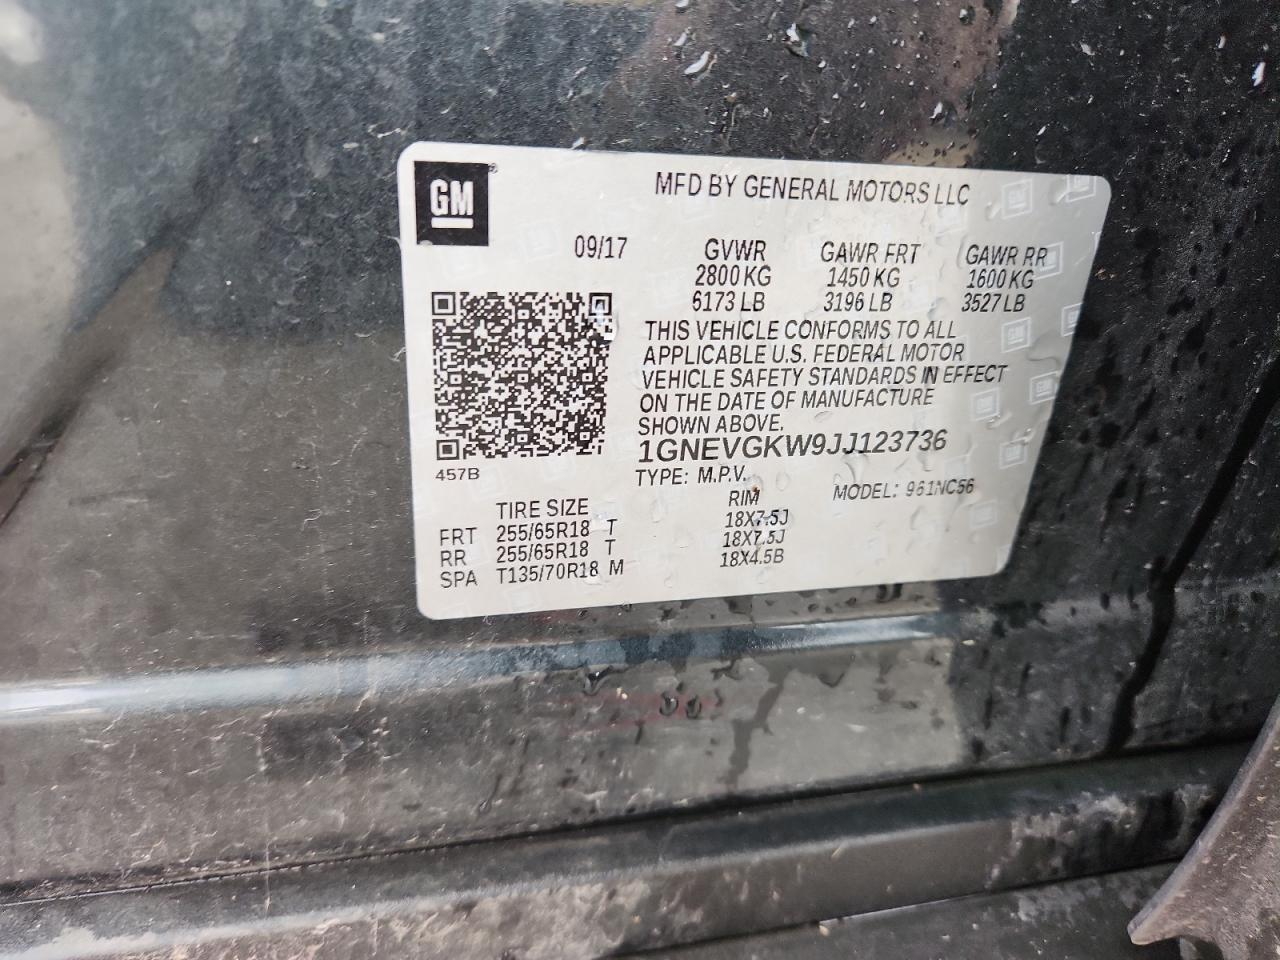 GM
MFD BY GENERAL MOTORS LLC
09/17 GVWR GAWR FRT GAWR RR
2800 KG 1450 KG 1600 KG
6173 LB 3196 LB 3527 LB
THIS VEHICLE CONFORMS TO ALL
APPLICABLE U.S. FEDERAL MOTOR
VEHICLE SAFETY STANDARDS IN EFFECT
ON THE DATE OF MANUFACTURE
SHOWN ABOVE.
1GNEVGKW9JJ123736
457B
TYPE: M.P.V. MODEL: 961NC56
TIRE SIZE RIM
FRT 255/65R18 T 18X7.5J
RR 255/65R18 T 18X7.5J
SPA T135/70R18 M 18X4.5B